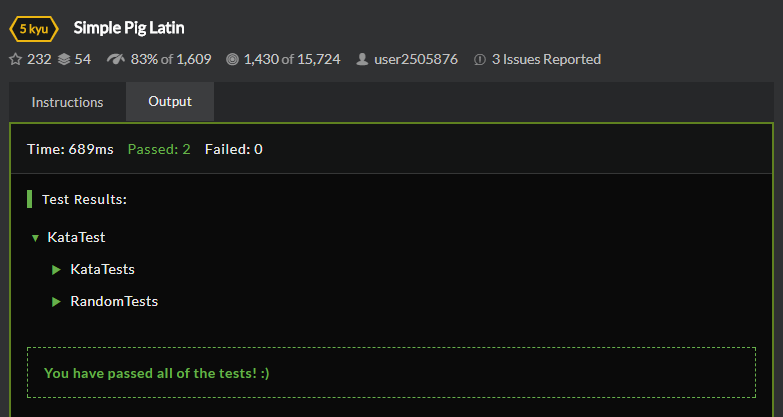 5 kyu Simple Pig Latin
232 54 83% of 1,609 1,430 of 15,724 user2505876 3 Issues Reported
Instructions Output
Time: 689ms Passed: 2 Failed: 0
Test Results:
KataTest
KataTests
RandomTests
You have passed all of the tests! :)